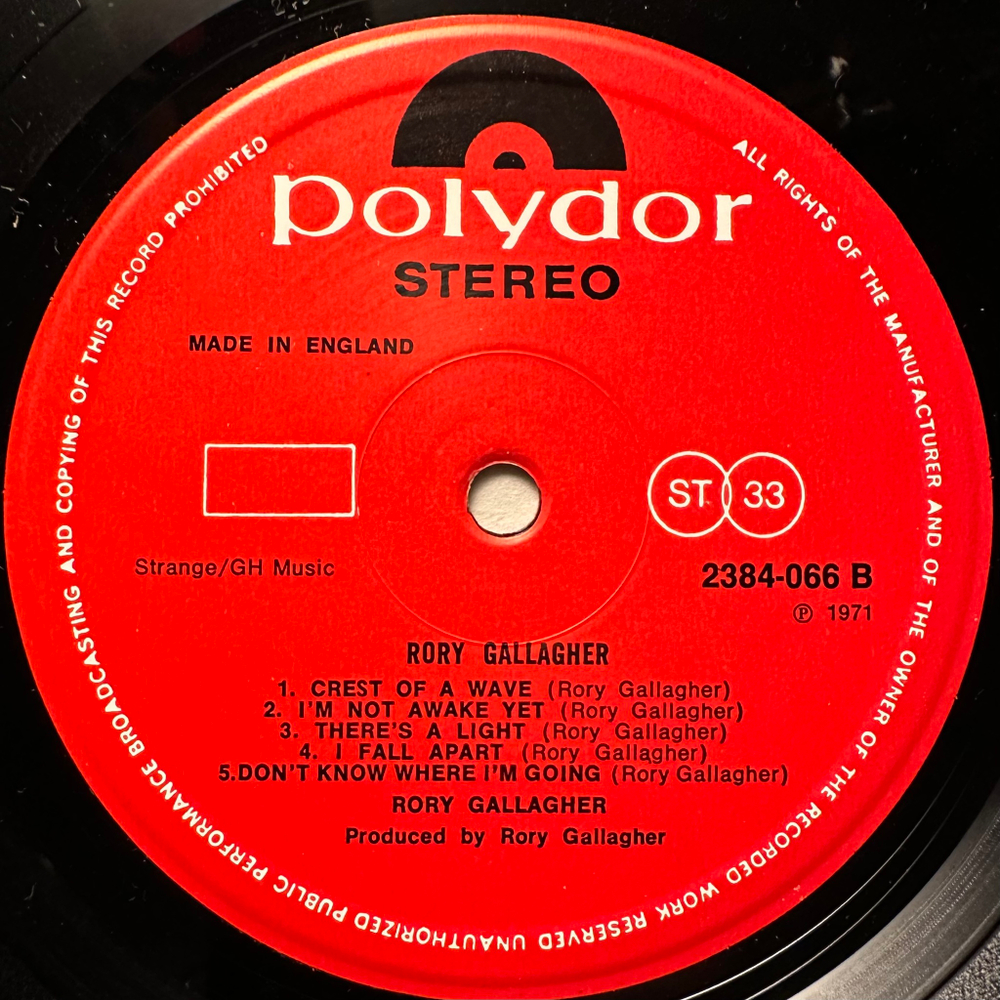 polydor
STEREO
MADE IN ENGLAND
ST 33
Strange/GH Music
2384-066 B
℗ 1971
RORY GALLAGHER
1. CREST OF A WAVE (Rory Gallagher)
2. I'M NOT AWAKE YET (Rory Gallagher)
3. THERE'S A LIGHT (Rory Gallagher)
4. I FALL APART (Rory Gallagher)
5.DON'T KNOW WHERE I'M GOING (Rory Gallagher)
RORY GALLAGHER
Produced by Rory Gallagher
ALL RIGHTS OF THE MANUFACTURER AND OF THE OWNER OF THE RECORDED WORK RESERVED UNAUTHORIZED PUBLIC PERFORMANCE BROADCASTING AND COPYING OF THIS RECORD PROHIBITED